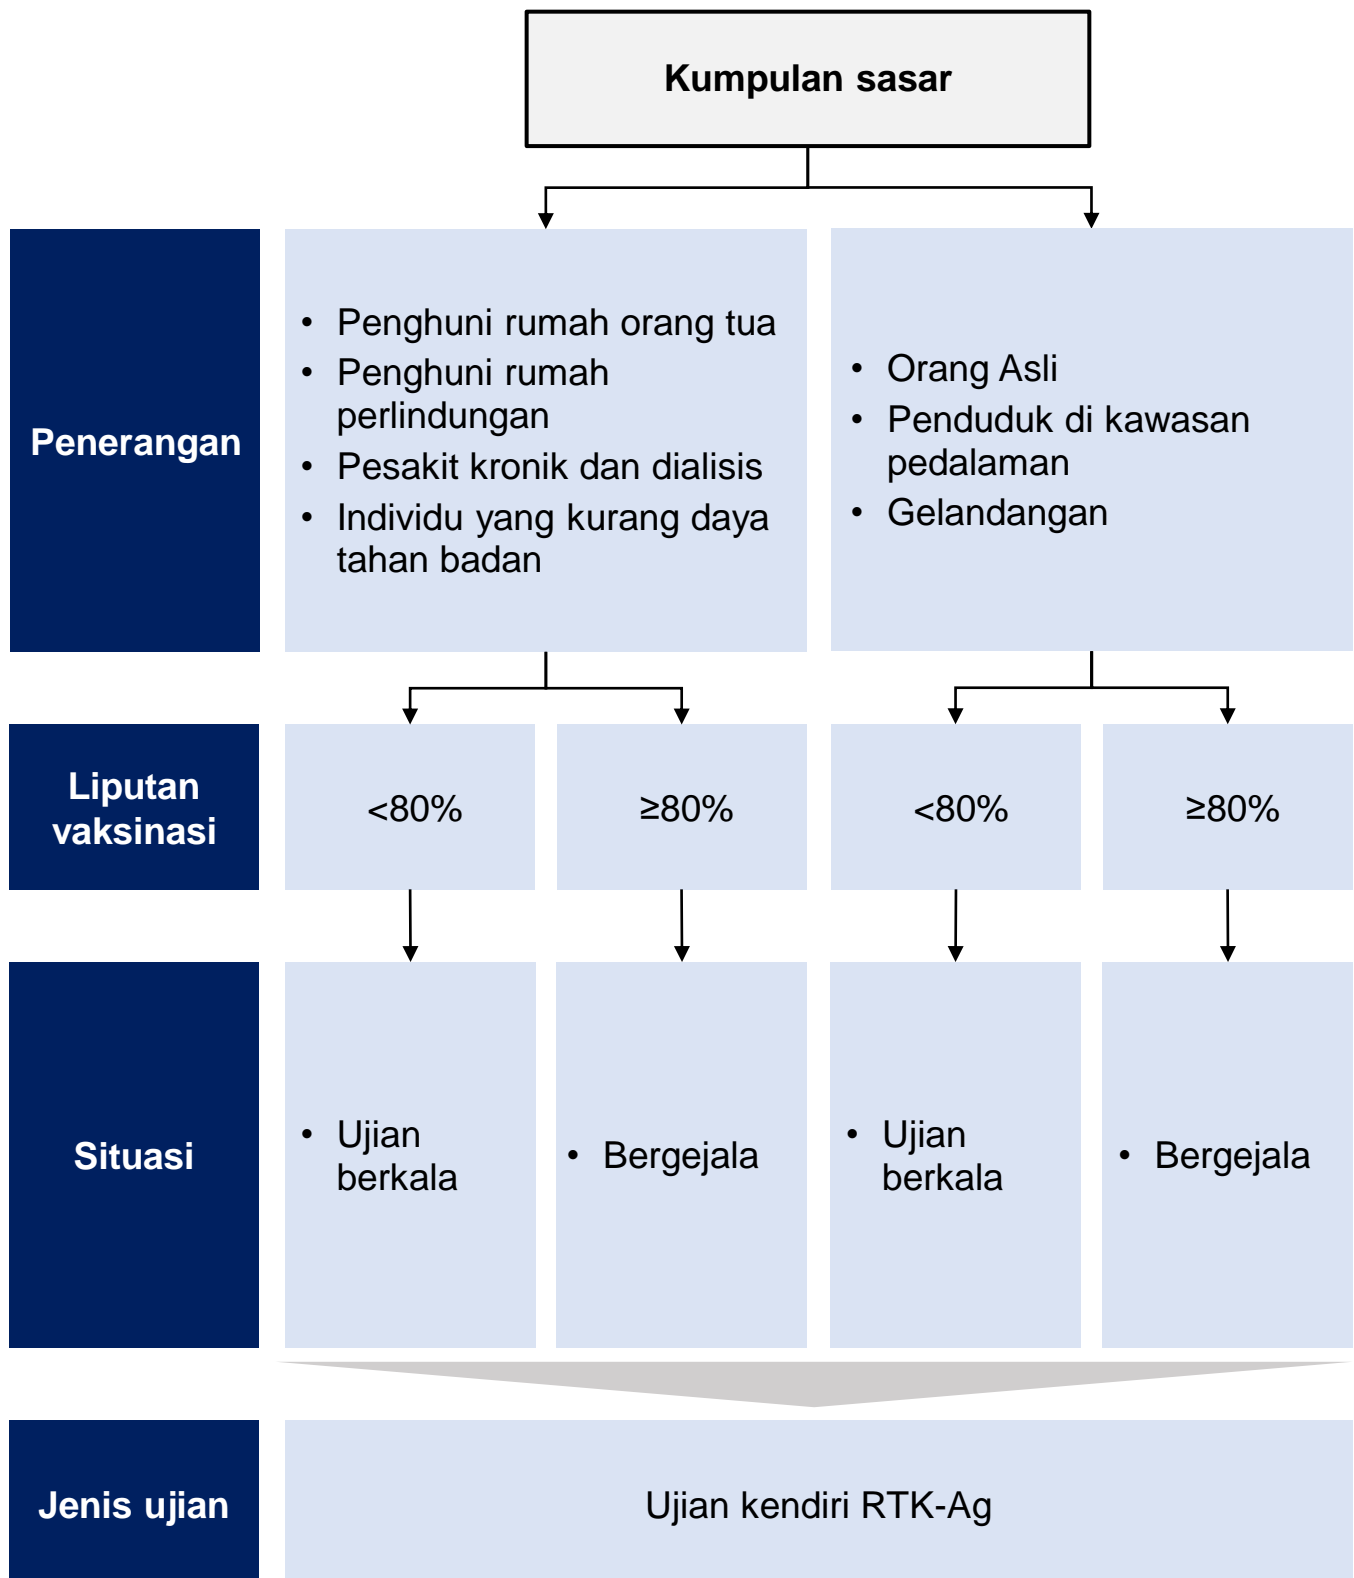 Kumpulan sasar
Penerangan
• Penghuni rumah orang tua
• Penghuni rumah
perlindungan
• Pesakit kronik dan dialisis
• Individu yang kurang daya
tahan badan
• Orang Asli
• Penduduk di kawasan
pedalaman
• Gelandangan
Liputan
vaksinasi
<80%
≥80%
<80%
≥80%
Situasi
• Ujian
berkala
• Bergejala
• Ujian
berkala
• Bergejala
Jenis ujian
Ujian kendiri RTK-Ag